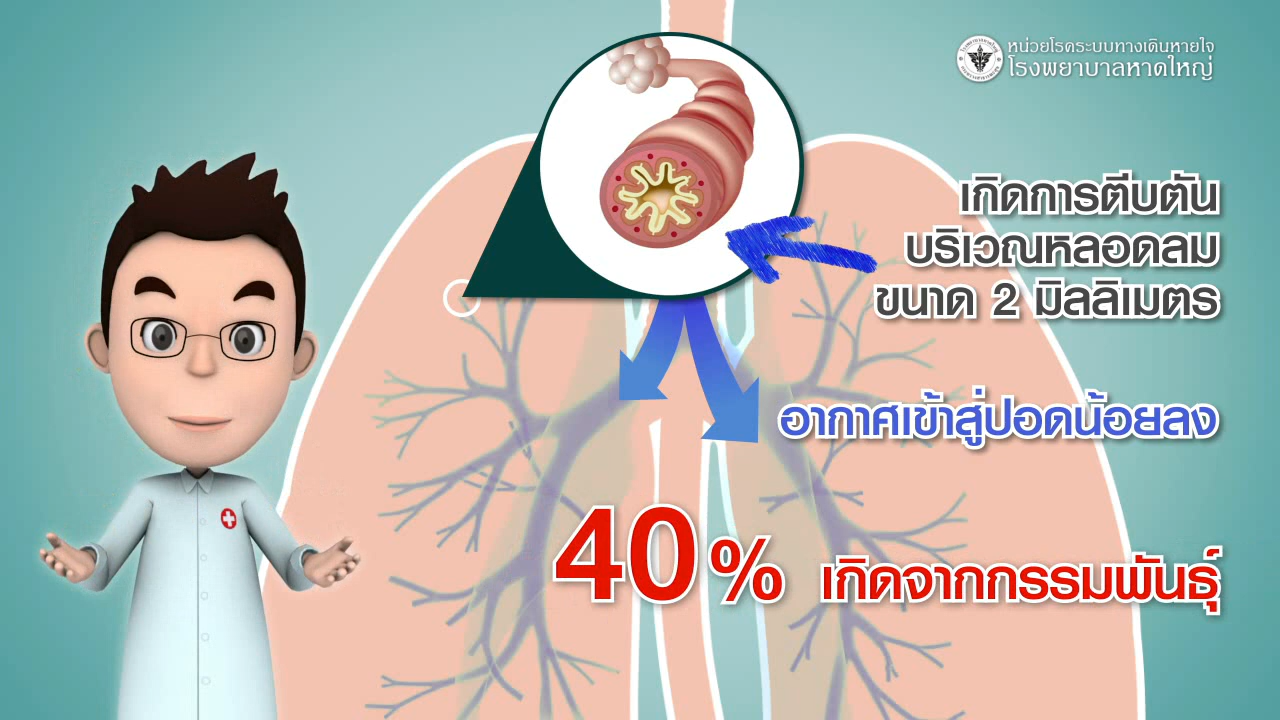 หน่วยโรคระบบทางเดินหายใจ
โรงพยาบาลหาดใหญ่
เกิดการตีบตัน
บริเวณหลอดลม
ขนาด 2 มิลลิเมตร
อากาศเข้าสู่ปอดน้อยลง
40% เกิดจากกรรมพันธุ์